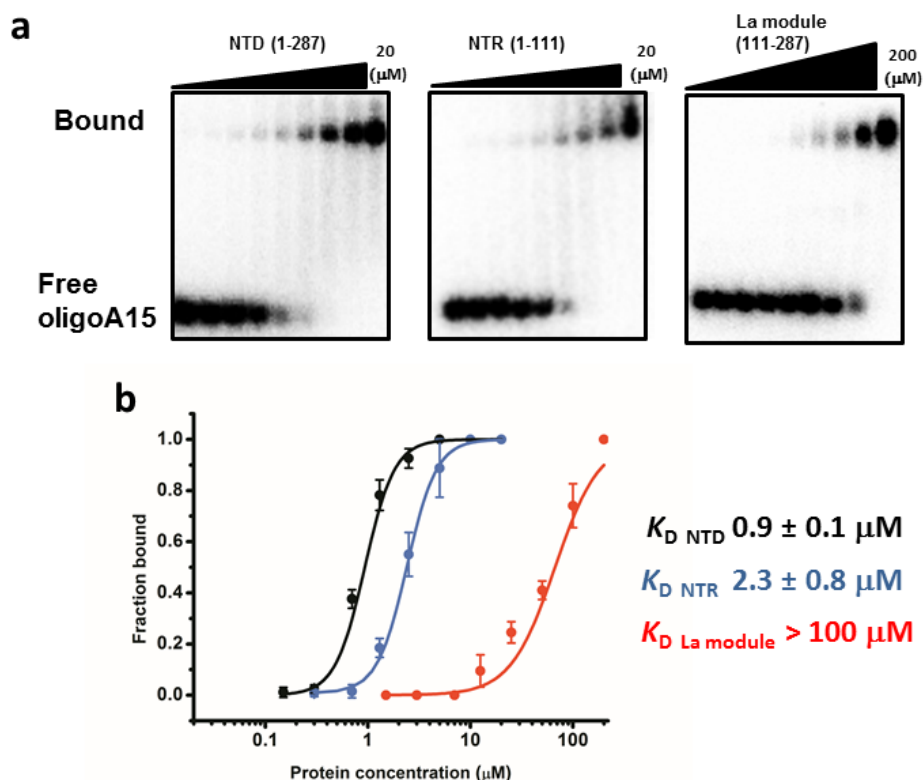 a
NTD (1-287)
20
(μM)
NTR (1-111)
20
(μM)
La module
(111-287)
200
(μM)
Bound
Free
oligoA15
b
Fraction bound
1.0
0.8
0.6
0.4
0.2
0.0
0.1
1
10
100
Protein concentration (μM)
KD NTD 0.9 ± 0.1 μM
KD NTR 2.3 ± 0.8 μM
KD La module > 100 μM